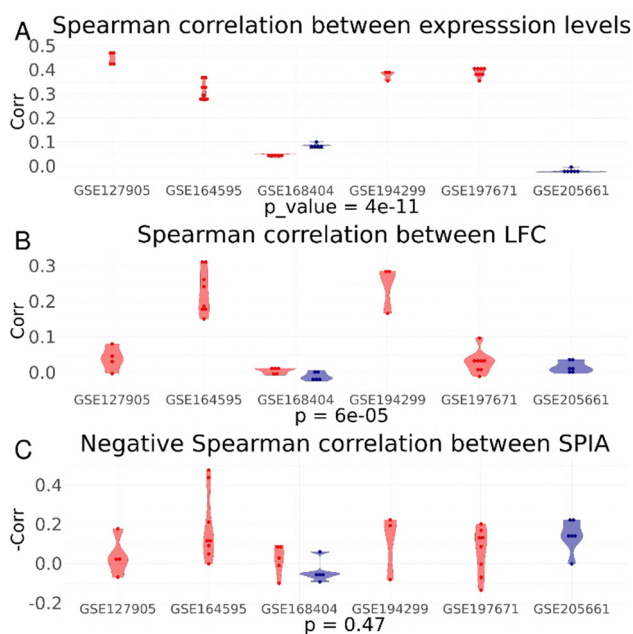 A
Spearman correlation between expresssion levels
0.5
0.4
0.3
0.2
0.1
0.0
Corr
GSE127905 GSE164595 GSE168404 GSE194299 GSE197671 GSE205661
p_value = 4e-11
B
Spearman correlation between LFC
0.3
0.2
0.1
0.0
Corr
GSE127905 GSE164595 GSE168404 GSE194299 GSE197671 GSE205661
p = 6e-05
C
Negative Spearman correlation between SPIA
0.4
0.2
0.0
-0.2
-Corr
GSE127905 GSE164595 GSE168404 GSE194299 GSE197671 GSE205661
p = 0.47